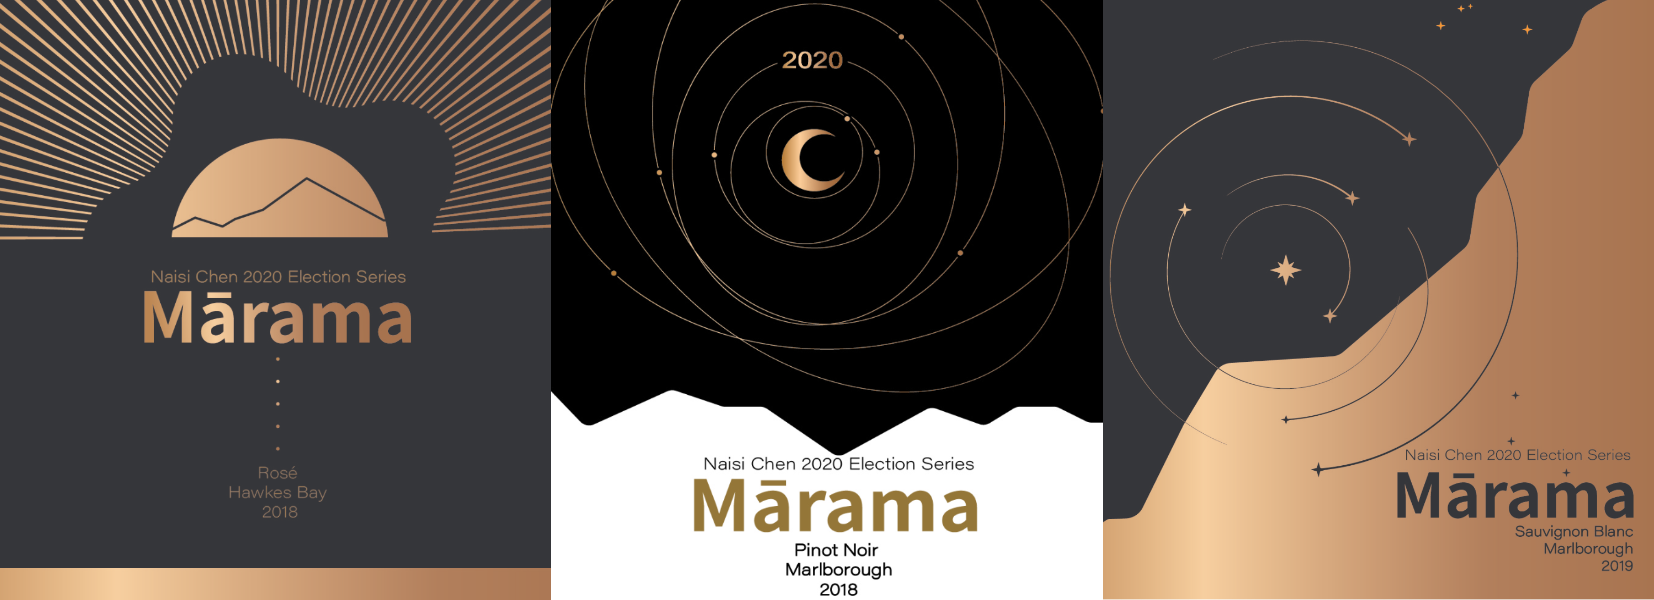 Naisi Chen 2020 Election Series
Mārama
Rosé
Hawkes Bay
2018
2020
Naisi Chen 2020 Election Series
Mārama
Pinot Noir
Marlborough
2018
Naisi Chen 2020 Election Series
Mārama
Sauvignon Blanc
Marlborough
2019